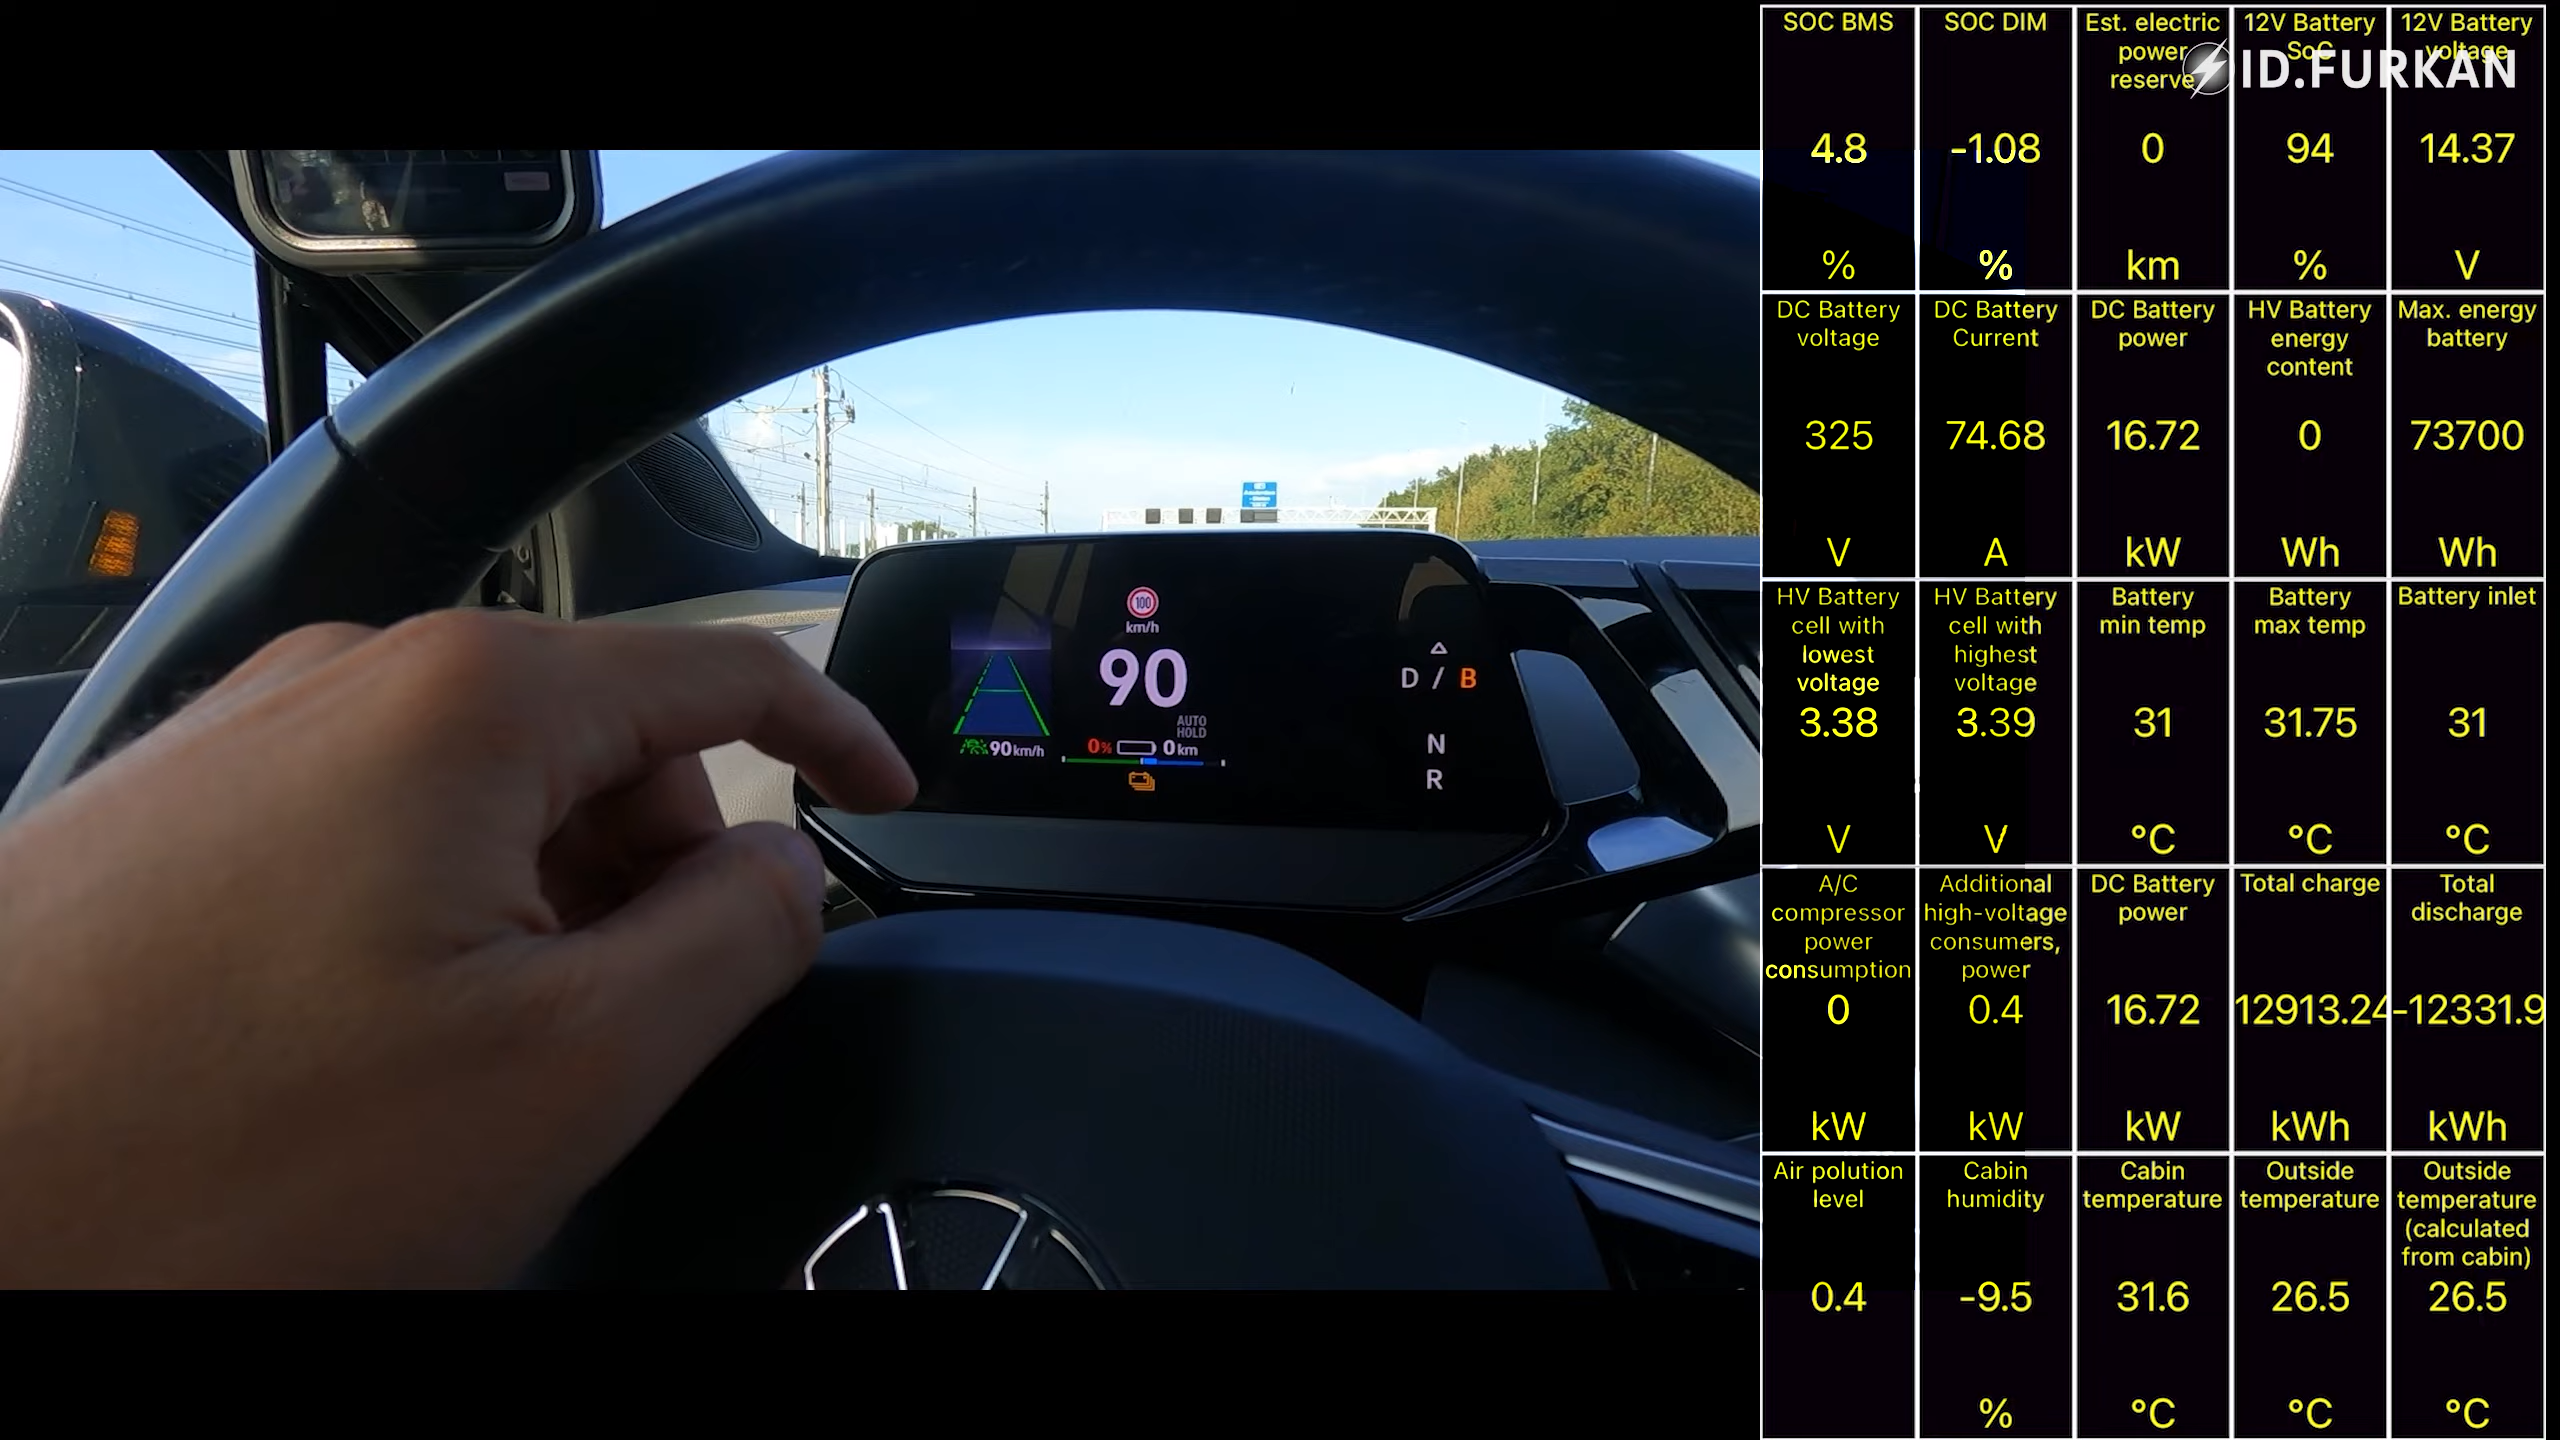 SOC BMS
4.8
%
SOC DIM
-1.08
%
Est. electric
power
reserve
0
km
12V Battery
SoC
94
%
12V Battery
voltage
14.37
V
ID.FURKAN
DC Battery
voltage
325
V
DC Battery
Current
74.68
A
DC Battery
power
16.72
kW
HV Battery
energy
content
0
Wh
Max. energy
battery
73700
Wh
HV Battery
cell with
lowest
voltage
3.38
V
HV Battery
cell with
highest
voltage
3.39
V
Battery
min temp
31
°C
Battery
max temp
31.75
°C
Battery inlet
31
°C
A/C
compressor
power
consumption
0
kW
Additional
high-voltage
consumers,
power
0.4
kW
DC Battery
power
16.72
kW
Total charge
12913.24
kWh
Total
discharge
-12331.9
kWh
Air polution
level
0.4
Cabin
humidity
-9.5
%
Cabin
temperature
31.6
°C
Outside
temperature
26.5
°C
Outside
temperature
(calculated
from cabin)
26.5
°C
100
km/h
90
AUTO
HOLD
90 km/h
0% 0 km
D / B
N
R